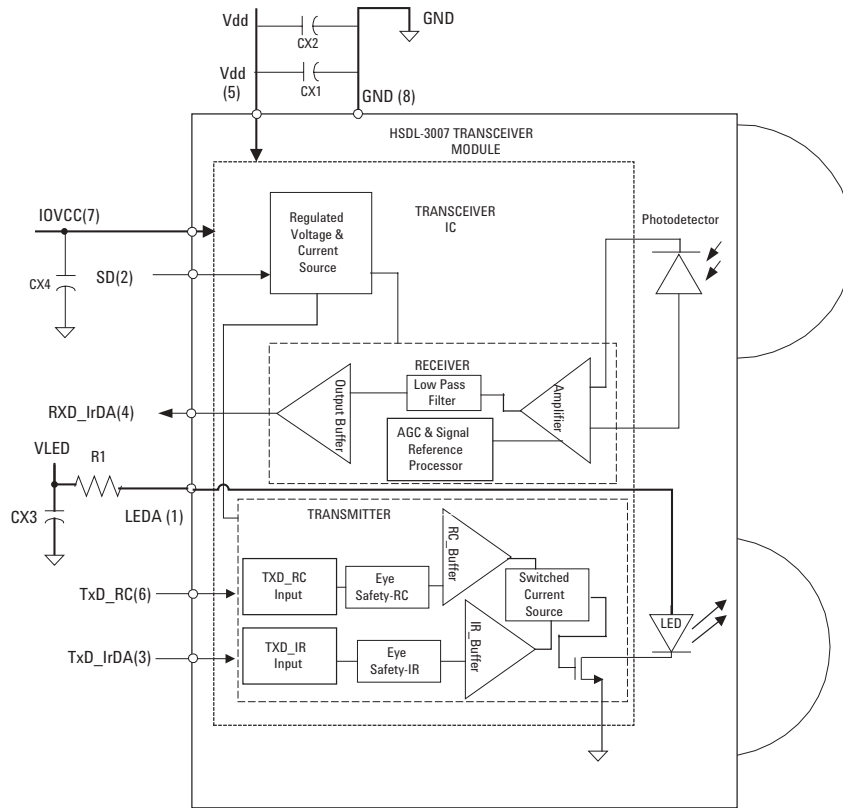 Vdd
GND
CX2
Vdd
(5)
CX1
GND (8)
HSDL-3007 TRANSCEIVER
MODULE
IOVCC(7)
Regulated
Voltage &
Current
Source
TRANSCEIVER
IC
Photodetector
CX4
SD(2)
RECEIVER
Output Buffer
Low Pass
Filter
Amplifier
RXD_IrDA(4)
AGC & Signal
Reference
Processor
VLED
R1
CX3
LEDA (1)
TRANSMITTER
RC_Buffer
TxD_RC(6)
TXD_RC
Input
Eye
Safety-RC
Switched
Current
Source
LED
TxD_IrDA(3)
TXD_IR
Input
Eye
Safety-IR
IR_Buffer